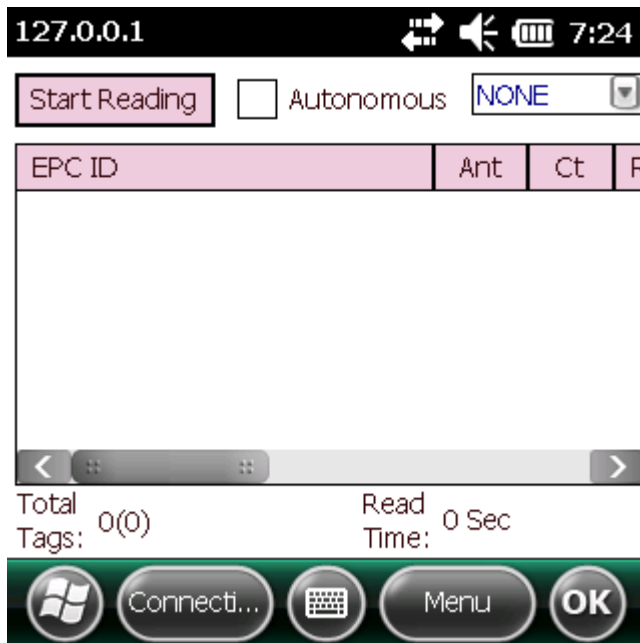 127.0.0.1 7:24
Start Reading Autonomous NONE
EPC ID Ant Ct
Total Tags: 0(0) Read Time: 0 Sec
Connecti... Menu OK